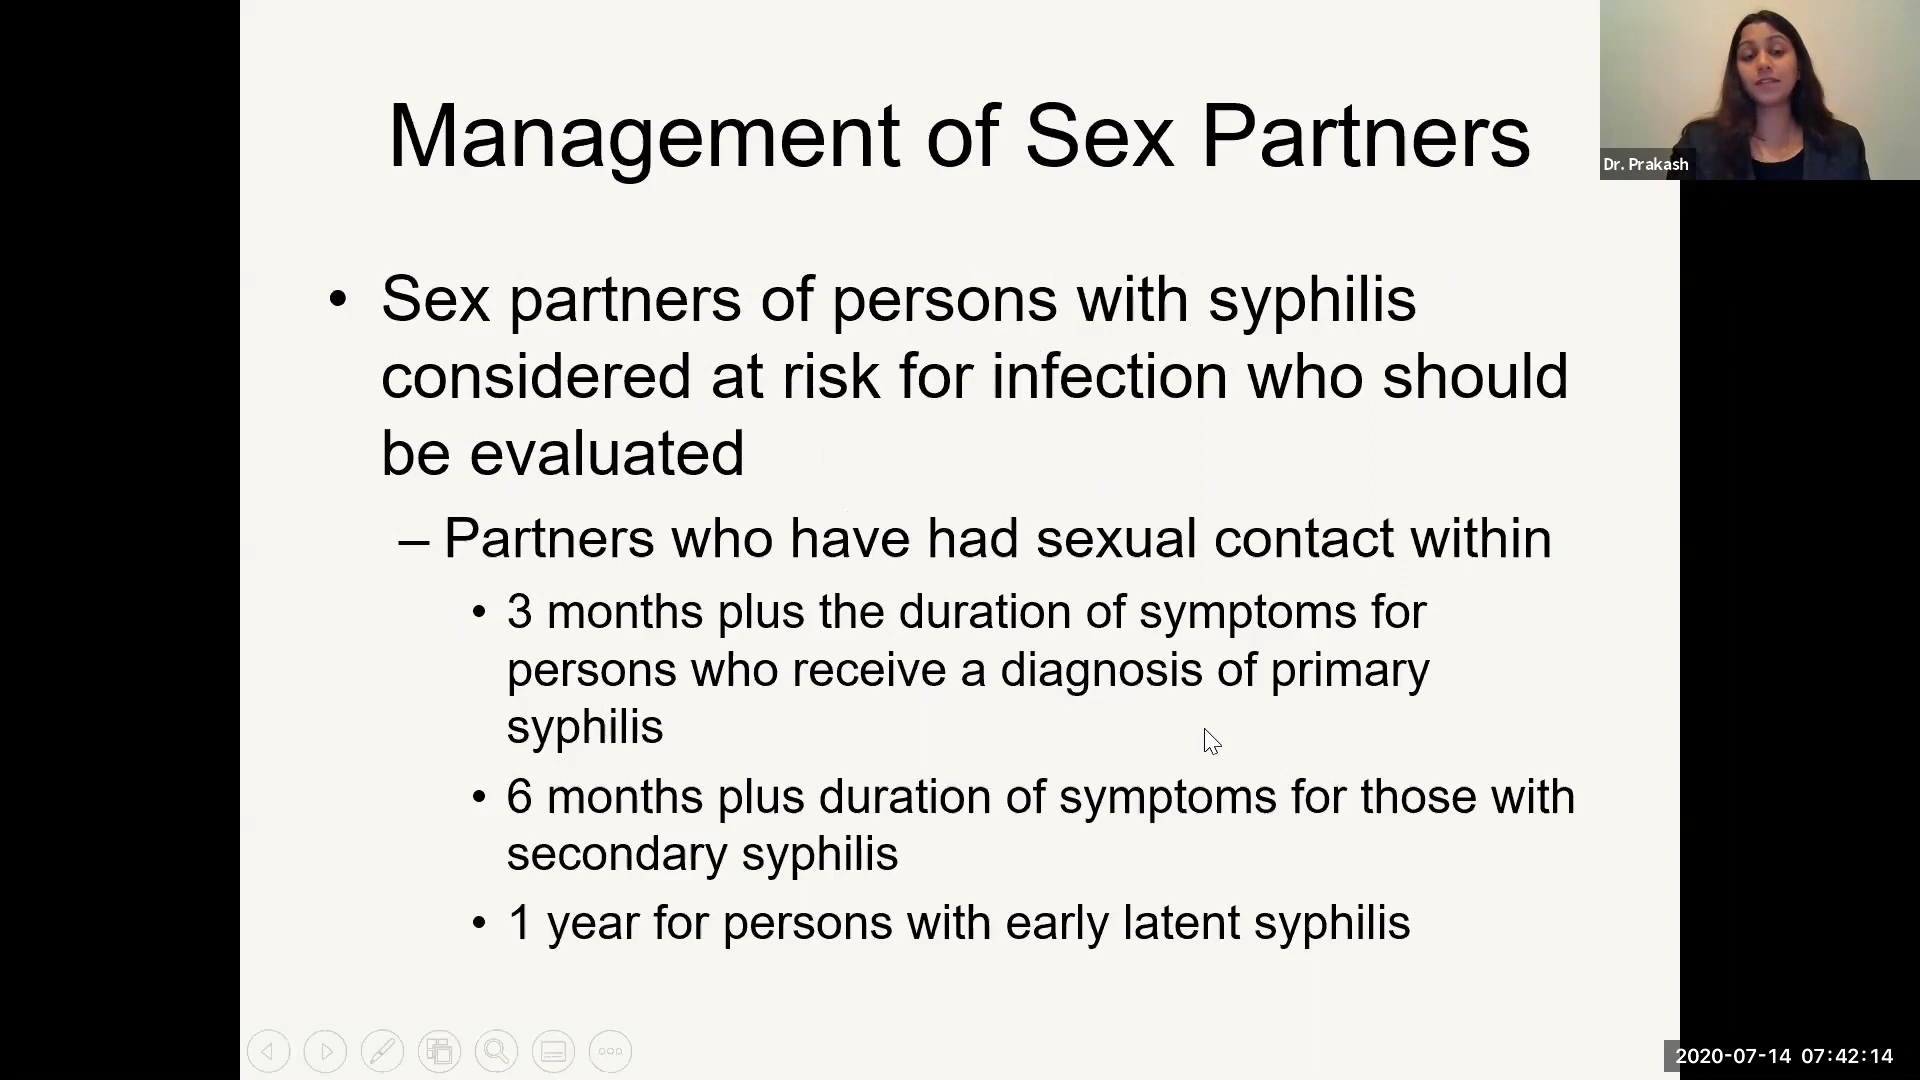 Management of Sex Partners
Dr. Prakash
• Sex partners of persons with syphilis
considered at risk for infection who should
be evaluated
– Partners who have had sexual contact within
• 3 months plus the duration of symptoms for
persons who receive a diagnosis of primary
syphilis
• 6 months plus duration of symptoms for those with
secondary syphilis
• 1 year for persons with early latent syphilis
2020-07-14 07:42:14